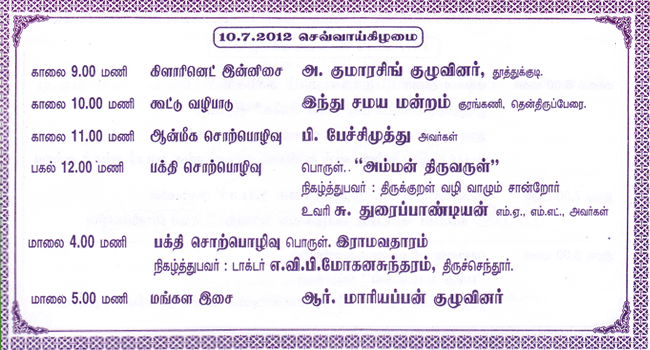 10.7.2012 செவ்வாய்கிழமை
காலை 9.00 மணி கிளாரினெட் இன்னிசை அ. குமாரசிங் குழுவினர், தூத்துக்குடி.
காலை 10.00 மணி கூட்டு வழிபாடு இந்து சமய மன்றம் குரங்கணி, தென்திருப்பேரை.
காலை 11.00 மணி ஆன்மீக சொற்பொழிவு பி. பேச்சிமுத்து அவர்கள்
பகல் 12.00 மணி பக்தி சொற்பொழிவு பொருள்.. "அம்மன் திருவருள்"
நிகழ்த்துபவர் : திருக்குறள் வழி வாழும் சான்றோர்
உவரி சு. துரைப்பாண்டியன் எம்.ஏ., எம்.எட்., அவர்கள்
மாலை 4.00 மணி பக்தி சொற்பொழிவு பொருள். இராமவதாரம்
நிகழ்த்துபவர் : டாக்டர் எ.வி.பி.மோகனசுந்தரம், திருச்செந்தூர்.
மாலை 5.00 மணி மங்கள இசை ஆர். மாரியப்பன் குழுவினர்